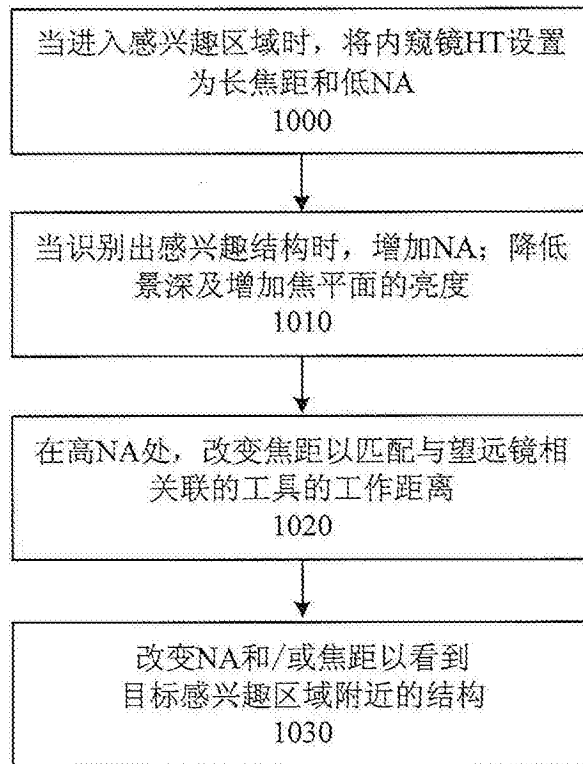 当进入感兴趣区域时，将内窥镜HT设置
为长焦距和低NA
1000
当识别出感兴趣结构时，增加NA；降低
景深及增加焦平面的亮度
1010
在高NA处，改变焦距以匹配与望远镜相
关联的工具的工作距离
1020
改变NA和/或焦距以看到
目标感兴趣区域附近的结构
1030